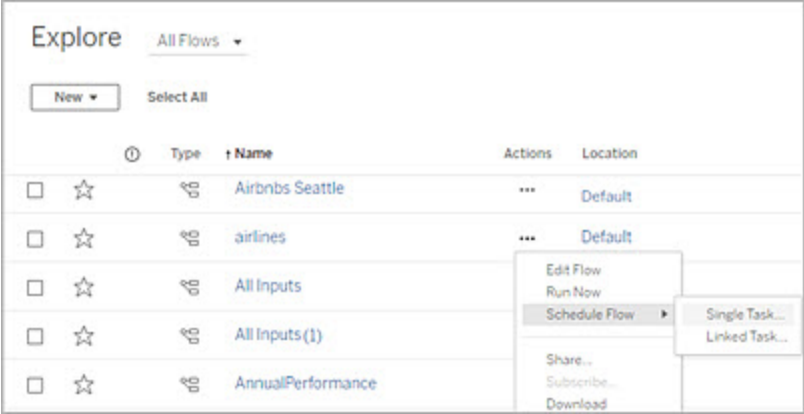 Explore All Flows
New Select All
Type ↑ Name Actions Location
Airbnbs Seattle ... Default
airlines ... Default
Edit Flow
All Inputs
Run Now
Schedule Flow Single Task...
All Inputs (1)
Linked Task...
Share...
AnnualPerformance
Subscribe...
Download